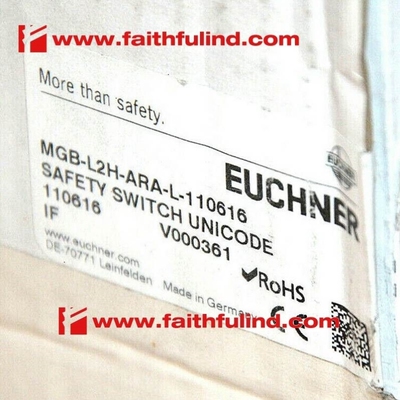 www.faithfulind.com
More than safety.
EUCHNER
EUCHNER
MGB-L2H-ARA-L-110616
SAFETY SWITCH UNICODE
110616
V000361
IF
www.euchner.com
DE-70771 Leinfelden
Made in Germany
RoHS
CE
www.faithfulind.com